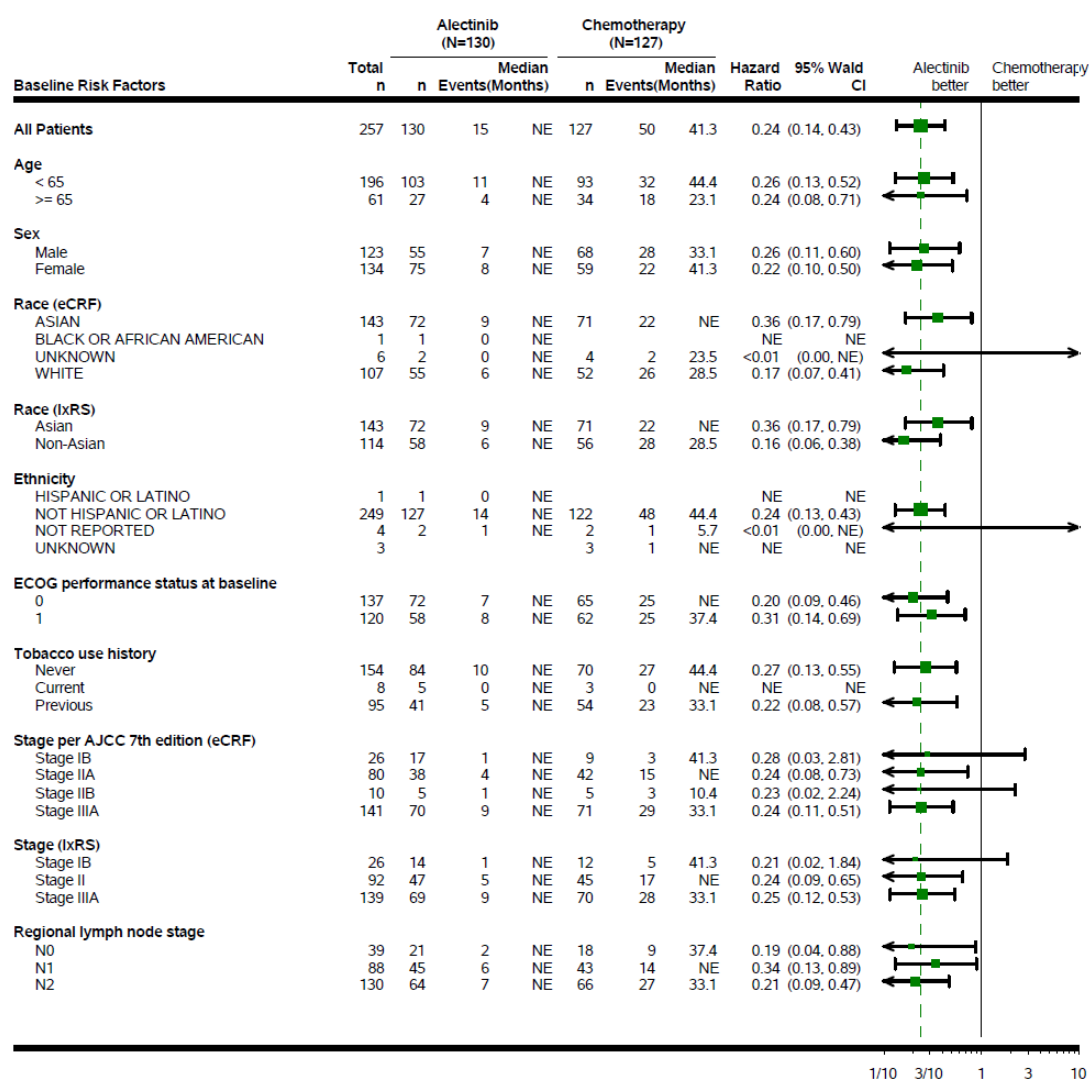 Alectinib Chemotherapy
(N=130) (N=127)
Total Median Median Hazard 95% Wald Alectinib Chemotherapy
Baseline Risk Factors n n Events(Months) n Events(Months) Ratio CI better better
All Patients 257 130 15 NE 127 50 41.3 0.24 (0.14, 0.43)
Age
< 65 196 103 11 NE 93 32 44.4 0.26 (0.13, 0.52)
>= 65 61 27 4 NE 34 18 23.1 0.24 (0.08, 0.71)
Sex
Male 123 55 7 NE 68 28 33.1 0.26 (0.11, 0.60)
Female 134 75 8 NE 59 22 41.3 0.22 (0.10, 0.50)
Race (eCRF)
ASIAN 143 72 9 NE 71 22 NE 0.36 (0.17, 0.79)
BLACK OR AFRICAN AMERICAN 1 1 0 NE NE NE
UNKNOWN 6 2 0 NE 4 2 23.5 <0.01 (0.00, NE)
WHITE 107 55 6 NE 52 26 28.5 0.17 (0.07, 0.41)
Race (IxRS)
Asian 143 72 9 NE 71 22 NE 0.36 (0.17, 0.79)
Non-Asian 114 58 6 NE 56 28 28.5 0.16 (0.06, 0.38)
Ethnicity
HISPANIC OR LATINO 1 1 0 NE NE NE
NOT HISPANIC OR LATINO 249 127 14 NE 122 48 44.4 0.24 (0.13, 0.43)
NOT REPORTED 4 2 1 NE 2 1 5.7 <0.01 (0.00, NE)
UNKNOWN 3 3 1 NE NE NE
ECOG performance status at baseline
0 137 72 7 NE 65 25 NE 0.20 (0.09, 0.46)
1 120 58 8 NE 62 25 37.4 0.31 (0.14, 0.69)
Tobacco use history
Never 154 84 10 NE 70 27 44.4 0.27 (0.13, 0.55)
Current 8 5 0 NE 3 0 NE NE NE
Previous 95 41 5 NE 54 23 33.1 0.22 (0.08, 0.57)
Stage per AJCC 7th edition (eCRF)
Stage IB 26 17 1 NE 9 3 41.3 0.28 (0.03, 2.81)
Stage IIA 80 38 4 NE 42 15 NE 0.24 (0.08, 0.73)
Stage IIB 10 5 1 NE 5 3 10.4 0.23 (0.02, 2.24)
Stage IIIA 141 70 9 NE 71 29 33.1 0.24 (0.11, 0.51)
Stage (IxRS)
Stage IB 26 14 1 NE 12 5 41.3 0.21 (0.02, 1.84)
Stage II 92 47 5 NE 45 17 NE 0.24 (0.09, 0.65)
Stage IIIA 139 69 9 NE 70 28 33.1 0.25 (0.12, 0.53)
Regional lymph node stage
N0 39 21 2 NE 18 9 37.4 0.19 (0.04, 0.88)
N1 88 45 6 NE 43 14 NE 0.34 (0.13, 0.89)
N2 130 64 7 NE 66 27 33.1 0.21 (0.09, 0.47)
1/10 3/10 1 3 10